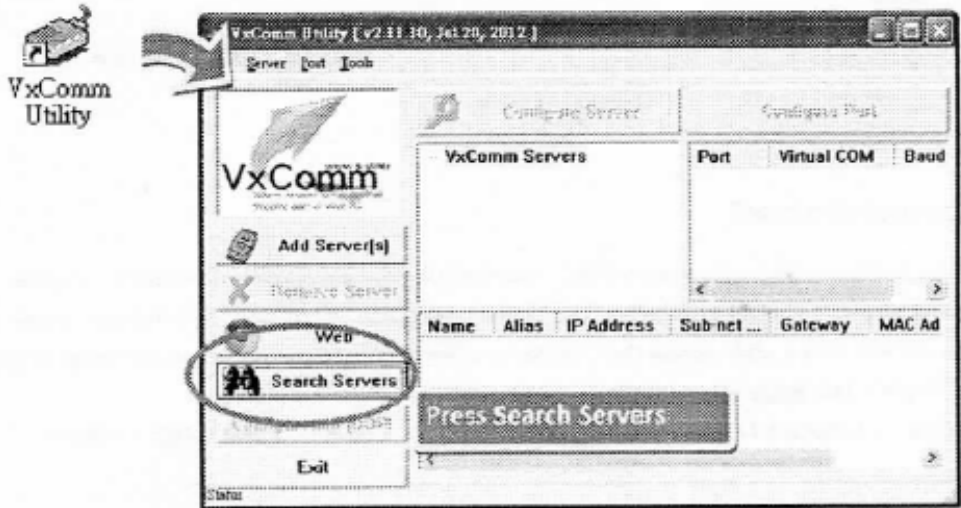 VxComm
Utility
VxComm Utility [ v2.11.10, Jul.20, 2012 ]
Server Port Tools
Configure Server
Configure Port
VxComm
VxComm Servers
Port Virtual COM Baud
Add Server(s)
Remove Server
Web
Name Alias IP Address Sub-net ... Gateway MAC Ad
Search Servers
Press Search Servers
Exit
Status